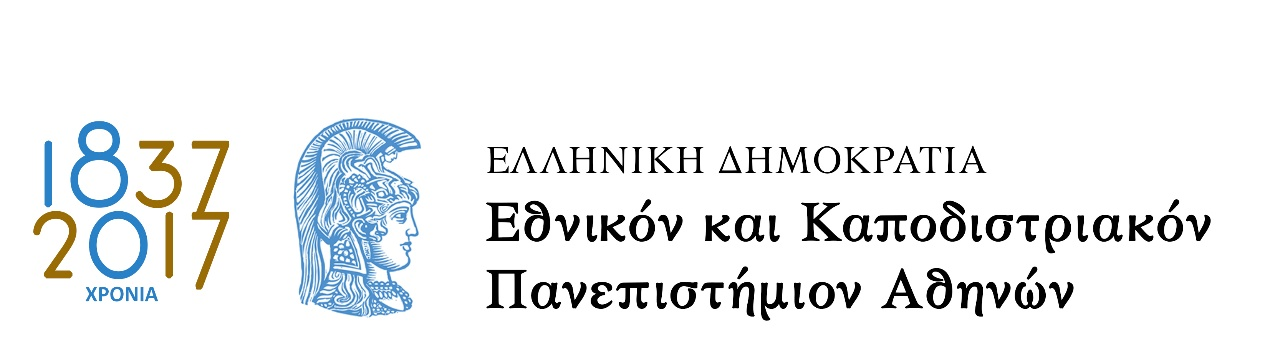 1837
2017
ΧΡΟΝΙΑ
ΕΛΛΗΝΙΚΗ ΔΗΜΟΚΡΑΤΙΑ
Εθνικόν και Καποδιστριακόν
Πανεπιστήμιον Αθηνών